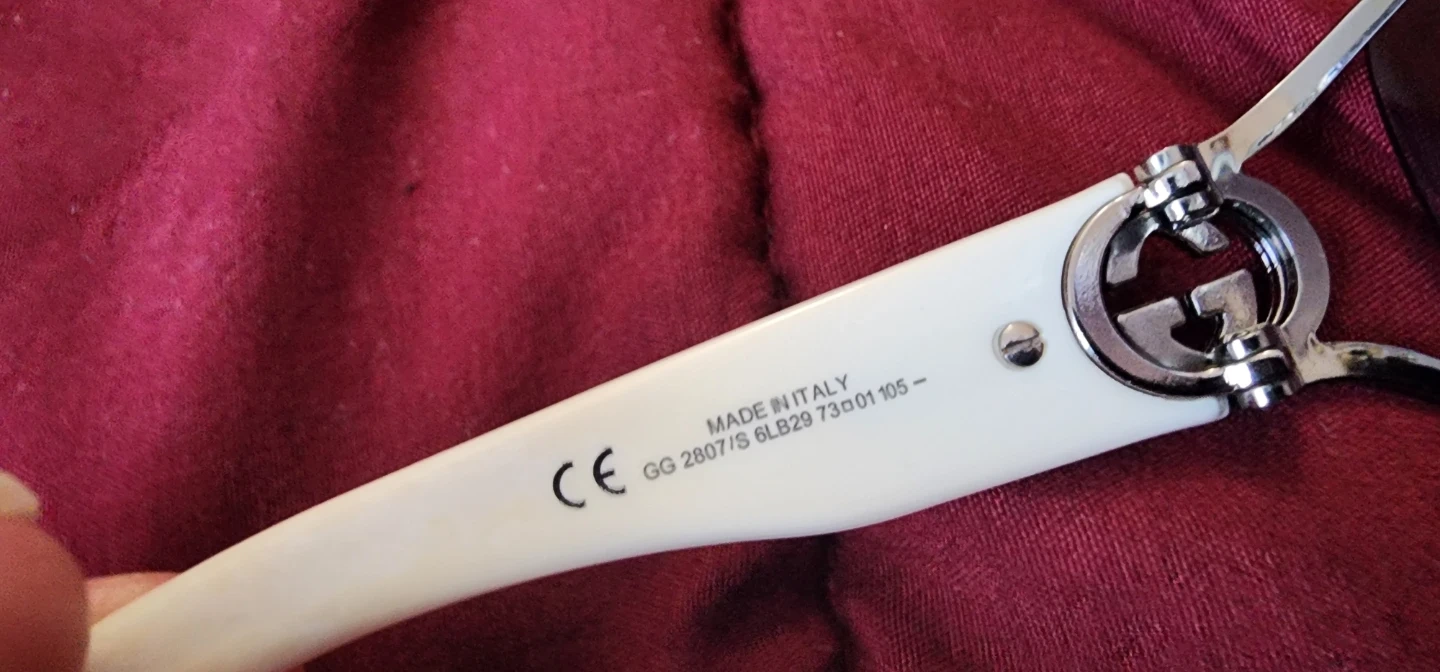 MADE IN ITALY
CE GG 2807/S 6LB29 73□01 105 –